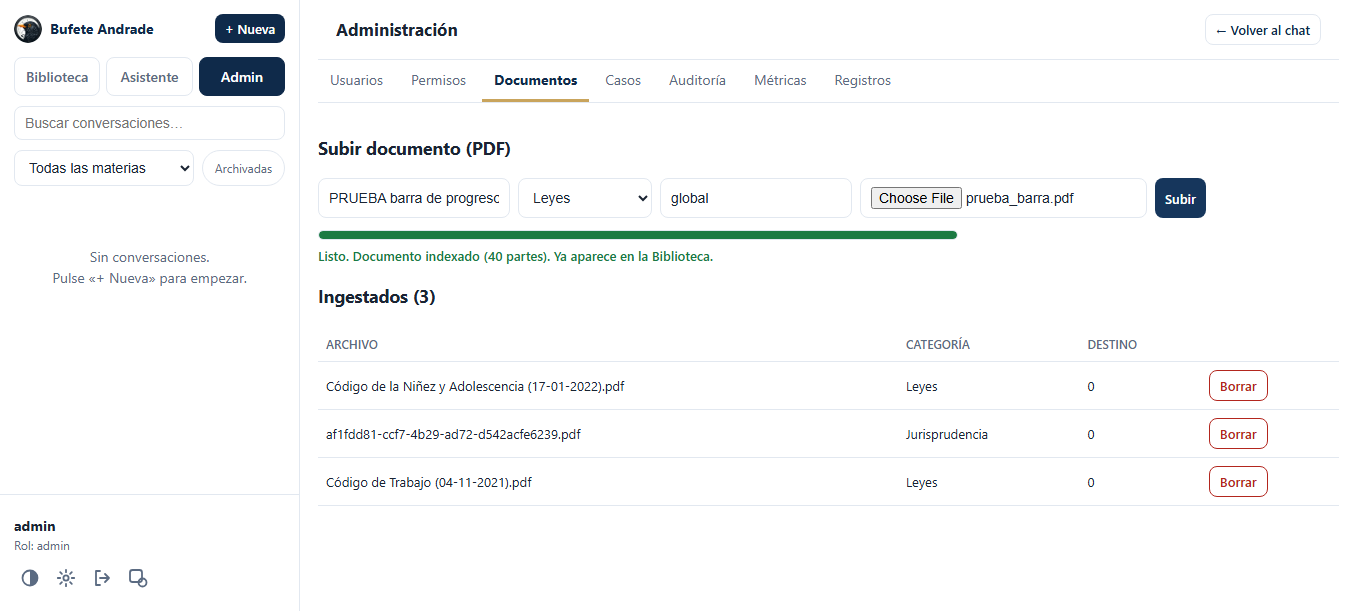 Bufete Andrade
+ Nueva
Biblioteca
Asistente
Admin
Buscar conversaciones…
Todas las materias
Archivadas
Sin conversaciones.
Pulse «+ Nueva» para empezar.
admin
Rol: admin
Administración
← Volver al chat
Usuarios
Permisos
Documentos
Casos
Auditoría
Métricas
Registros
Subir documento (PDF)
PRUEBA barra de progreso
Leyes
global
Choose File prueba_barra.pdf
Subir
Listo. Documento indexado (40 partes). Ya aparece en la Biblioteca.
Ingestados (3)
ARCHIVO CATEGORÍA DESTINO
Código de la Niñez y Adolescencia (17-01-2022).pdf Leyes 0 Borrar
af1fdd81-ccf7-4b29-ad72-d542acfe6239.pdf Jurisprudencia 0 Borrar
Código de Trabajo (04-11-2021).pdf Leyes 0 Borrar